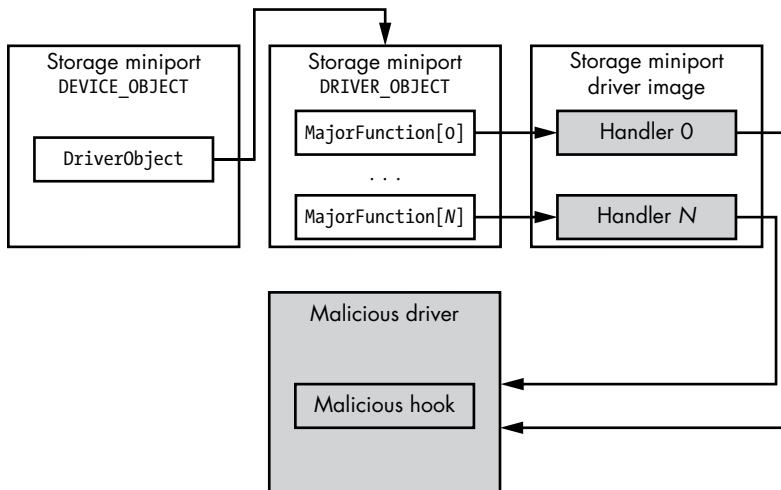 Storage miniport
DEVICE_OBJECT
DriverObject
Storage miniport
DRIVER_OBJECT
MajorFunction[0]
...
MajorFunction[N]
Storage miniport
driver image
Handler 0
Handler N
Malicious driver
Malicious hook